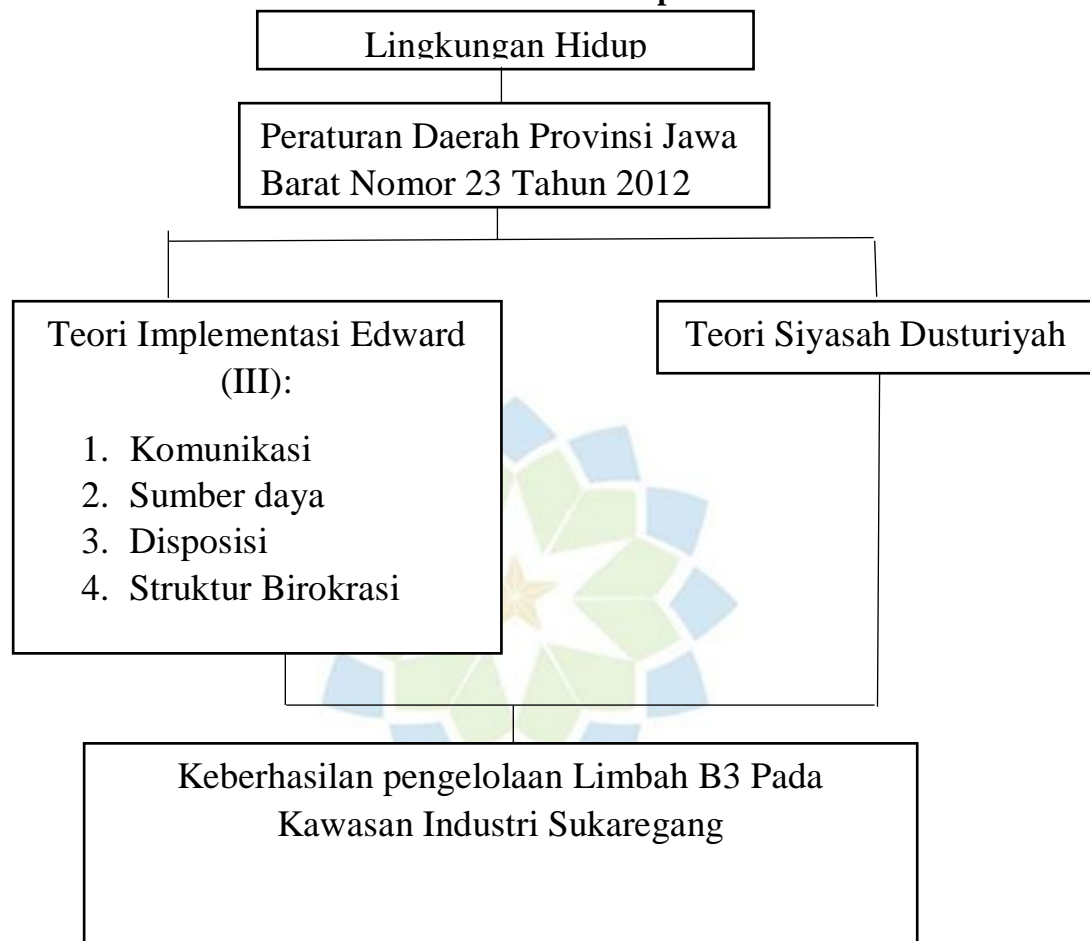 Lingkungan Hidup
Peraturan Daerah Provinsi Jawa
Barat Nomor 23 Tahun 2012
Teori Implementasi Edward
(III):
1. Komunikasi
2. Sumber daya
3. Disposisi
4. Struktur Birokrasi
Teori Siyasah Dusturiyah
Keberhasilan pengelolaan Limbah B3 Pada
Kawasan Industri Sukaregang